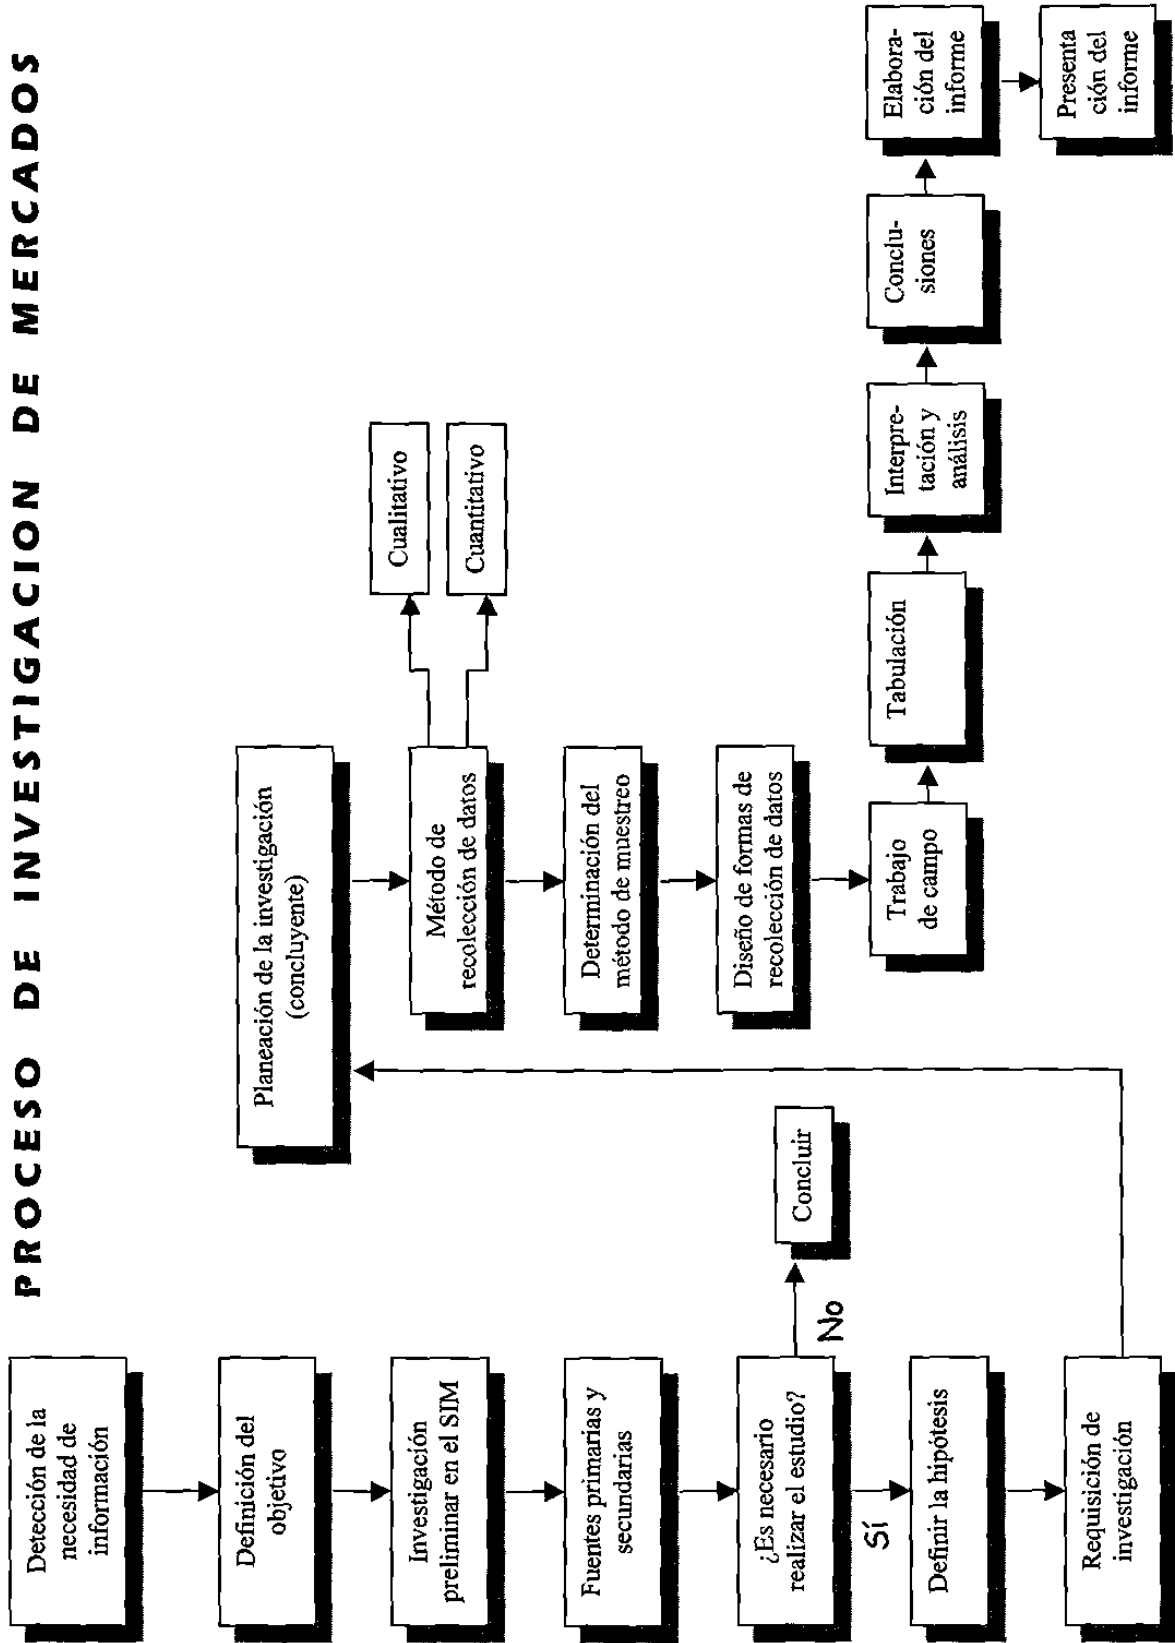 PROCESO DE INVESTIGACION DE MERCADOS
Detección de la
necesidad de
información
Definición del
objetivo
Investigación
preliminar en el SIM
Fuentes primarias y
secundarias
¿Es necesario
realizar el estudio?
No
Concluir
Sí
Definir la hipótesis
Requisición de
investigación
Planeación de la investigación
(concluyente)
Método de
recolección de datos
Cualitativo
Cuantitativo
Determinación del
método de muestreo
Diseño de formas de
recolección de datos
Trabajo
de campo
Tabulación
Interpre-
tación y
análisis
Conclu-
siones
Elabora-
ción del
informe
Presenta
ción del
informe